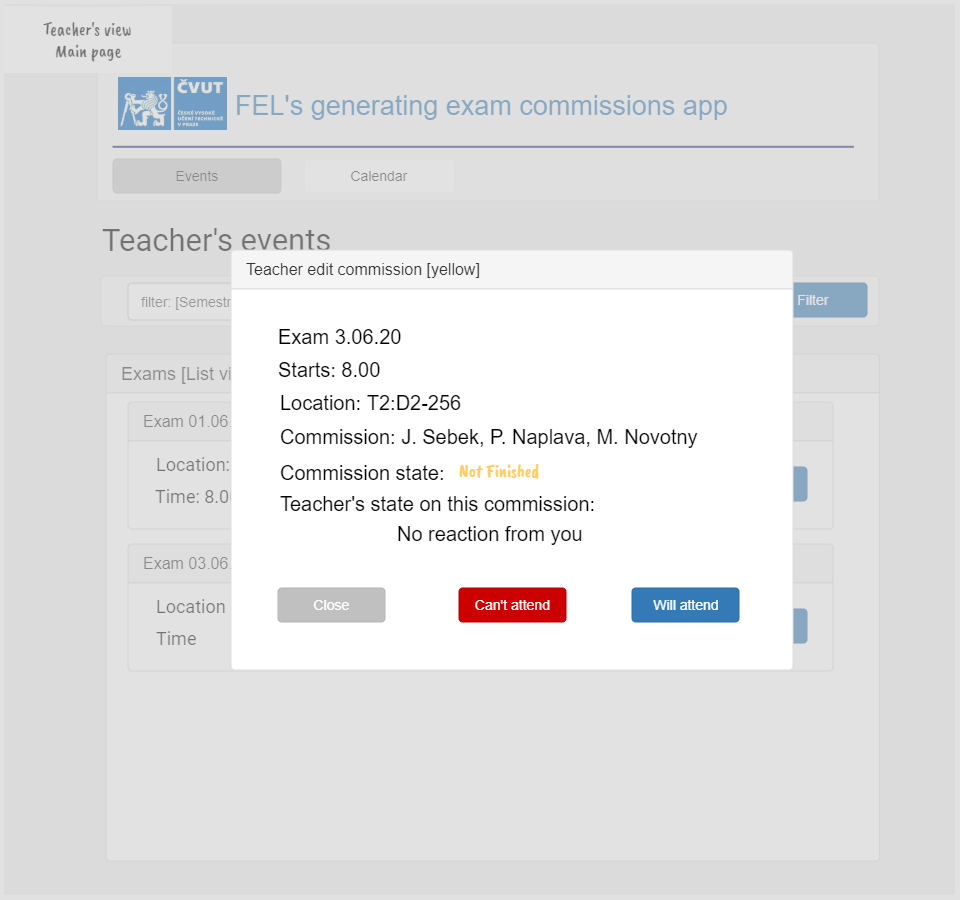 Teacher's view
Main page
ČVUT
ČESKÉ VYSOKÉ
UČENÍ TECHNICKÉ
V PRAZE
FEL's generating exam commissions app
Events
Calendar
Teacher's events
filter: [Semestr
Filter
Teacher edit commission [yellow]
Exam 3.06.20
Starts: 8.00
Location: T2:D2-256
Commission: J. Sebek, P. Naplava, M. Novotny
Commission state: Not Finished
Teacher's state on this commission:
No reaction from you
Close
Can't attend
Will attend
Exams [List vi
Exam 01.06.
Location:
Time: 8.0
Exam 03.06.
Location
Time